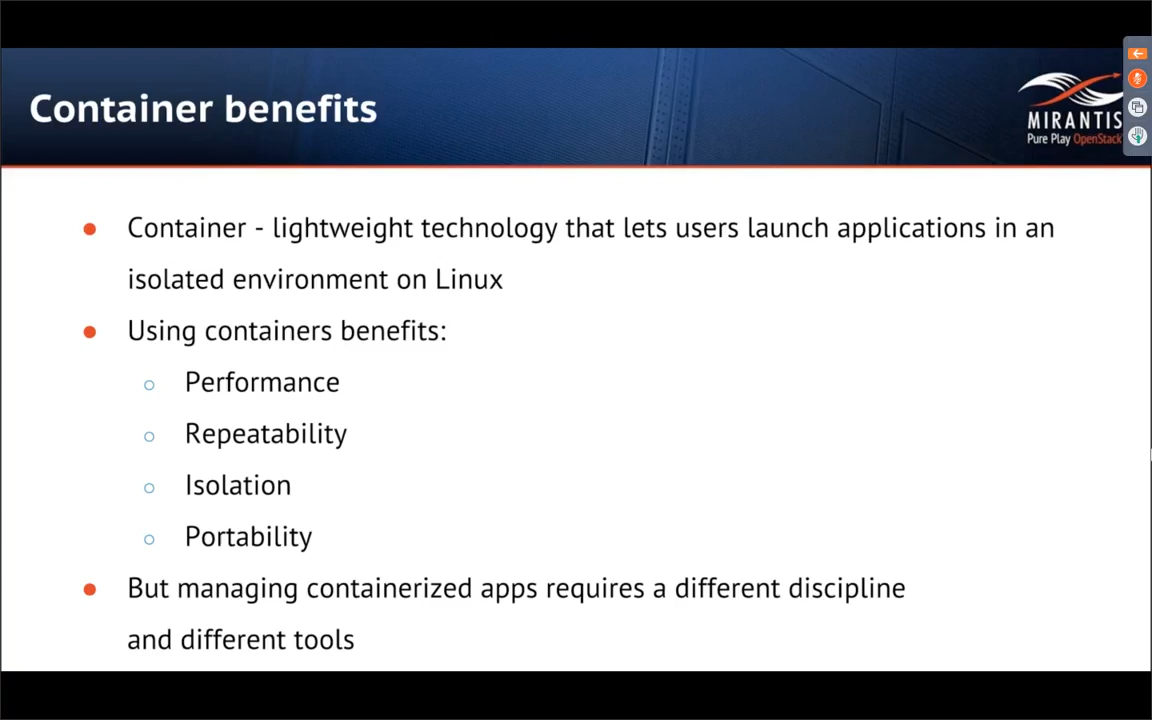 Container benefits
MIRANTIS
Pure Play OpenStack
● Container - lightweight technology that lets users launch applications in an
isolated environment on Linux
● Using containers benefits:
○ Performance
○ Repeatability
○ Isolation
○ Portability
● But managing containerized apps requires a different discipline
and different tools